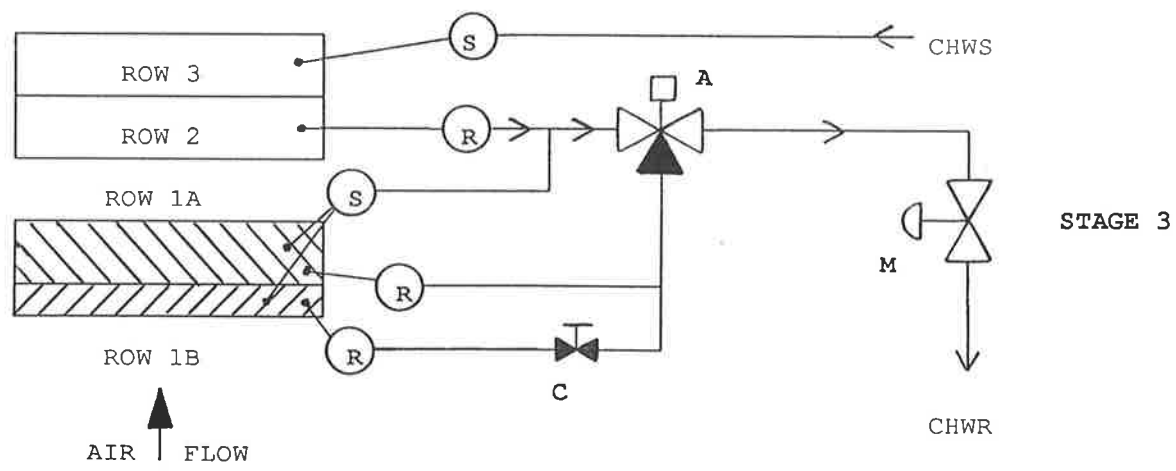 S
CHWS
ROW 3
A
ROW 2
R
ROW 1A
S
STAGE 3
M
R
ROW 1B
R
C
CHWR
AIR FLOW